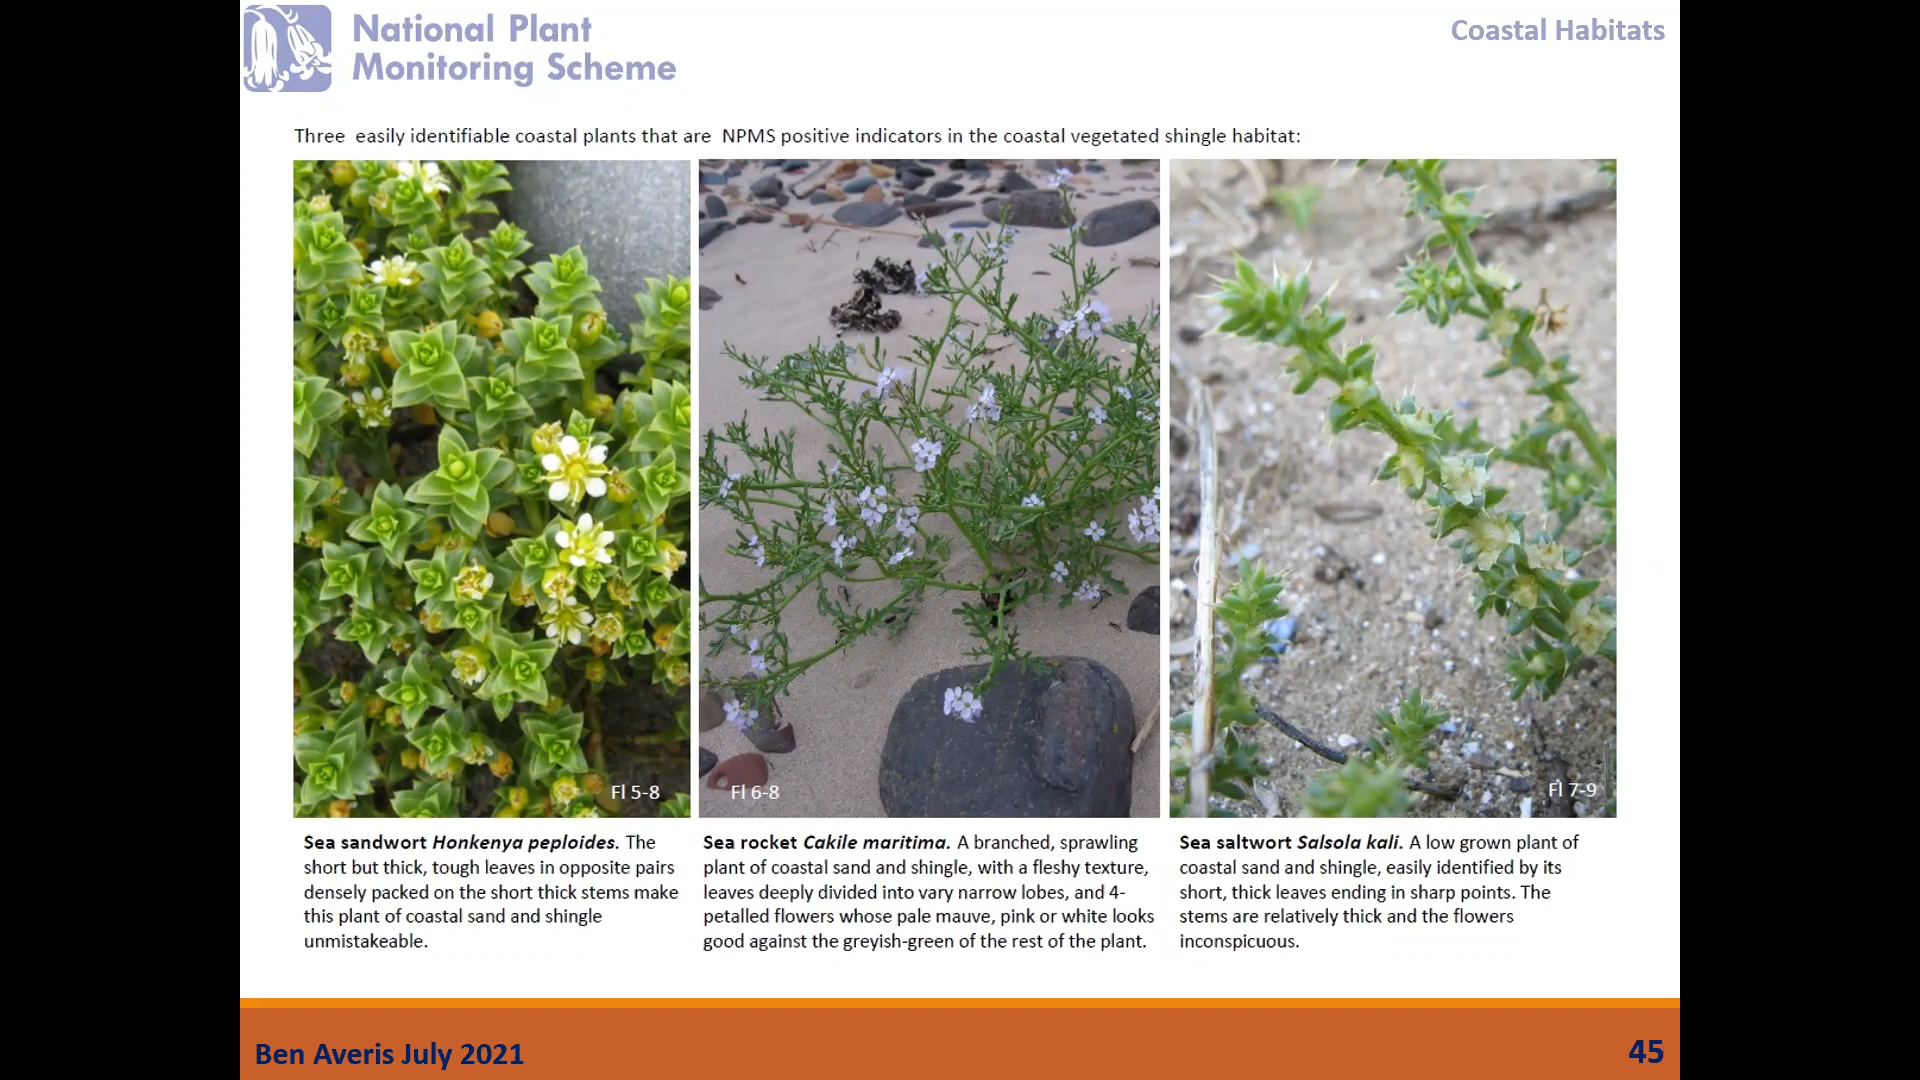 National Plant
Monitoring Scheme
Coastal Habitats
Three easily identifiable coastal plants that are NPMS positive indicators in the coastal vegetated shingle habitat:
Fl 5-8
Fl 6-8
Fl 7-9
Sea sandwort Honkenya peploides. The
short but thick, tough leaves in opposite pairs
densely packed on the short thick stems make
this plant of coastal sand and shingle
unmistakeable.
Sea rocket Cakile maritima. A branched, sprawling
plant of coastal sand and shingle, with a fleshy texture,
leaves deeply divided into vary narrow lobes, and 4-
petalled flowers whose pale mauve, pink or white looks
good against the greyish-green of the rest of the plant.
Sea saltwort Salsola kali. A low grown plant of
coastal sand and shingle, easily identified by its
short, thick leaves ending in sharp points. The
stems are relatively thick and the flowers
inconspicuous.
Ben Averis July 2021
45